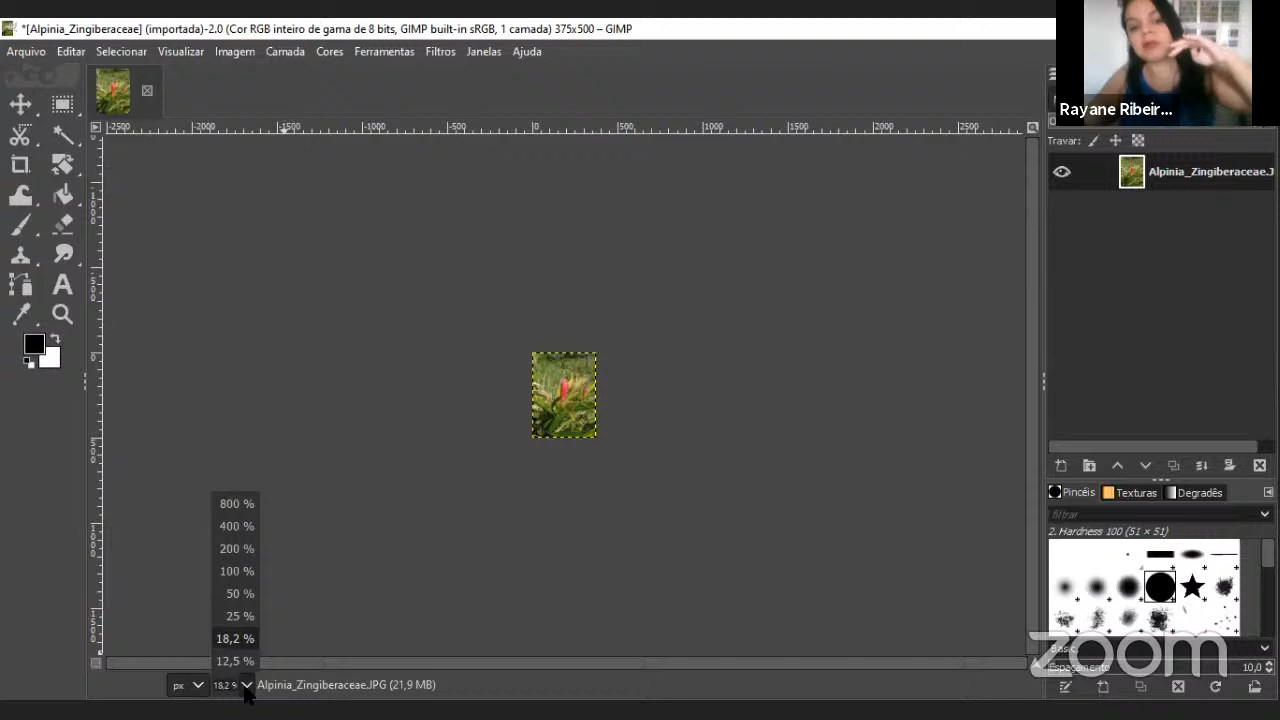 *[Alpinia_Zingiberaceae] (importada)-2.0 (Cor RGB inteiro de gama de 8 bits, GIMP built-in sRGB, 1 camada) 375x500 – GIMP
Arquivo Editar Selecionar Visualizar Imagem Camada Cores Ferramentas Filtros Janelas Ajuda
Rayane Ribeir...
-2500 -2000 -1500 -1000 -500 0 500 1000 1500 2000 2500
Travar:
Alpinia_Zingiberaceae.J
Pincéis Texturas Degradês
filtrar
2. Hardness 100 (51 × 51)
800 %
400 %
200 %
100 %
50 %
25 %
18,2 %
12,5 %
Basic
zoom
Espaçamento 10,0
px 18,2 % Alpinia_Zingiberaceae.JPG (21,9 MB)